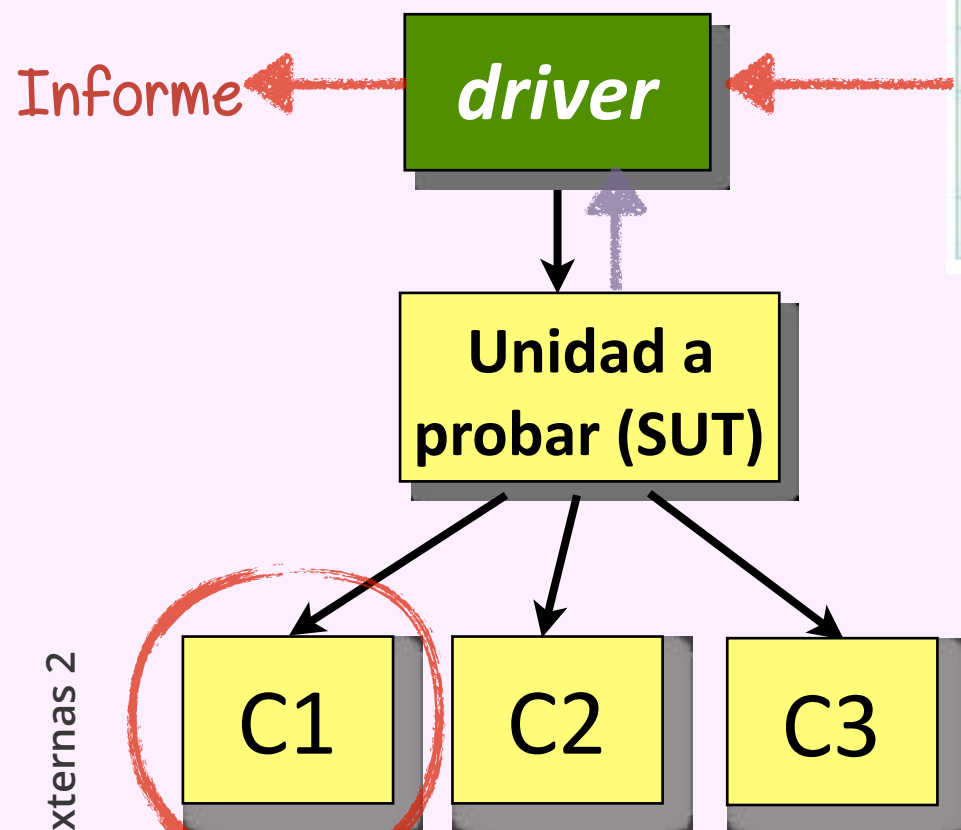 Informe
driver
Unidad a
probar (SUT)
C1
C2
C3
xternas 2